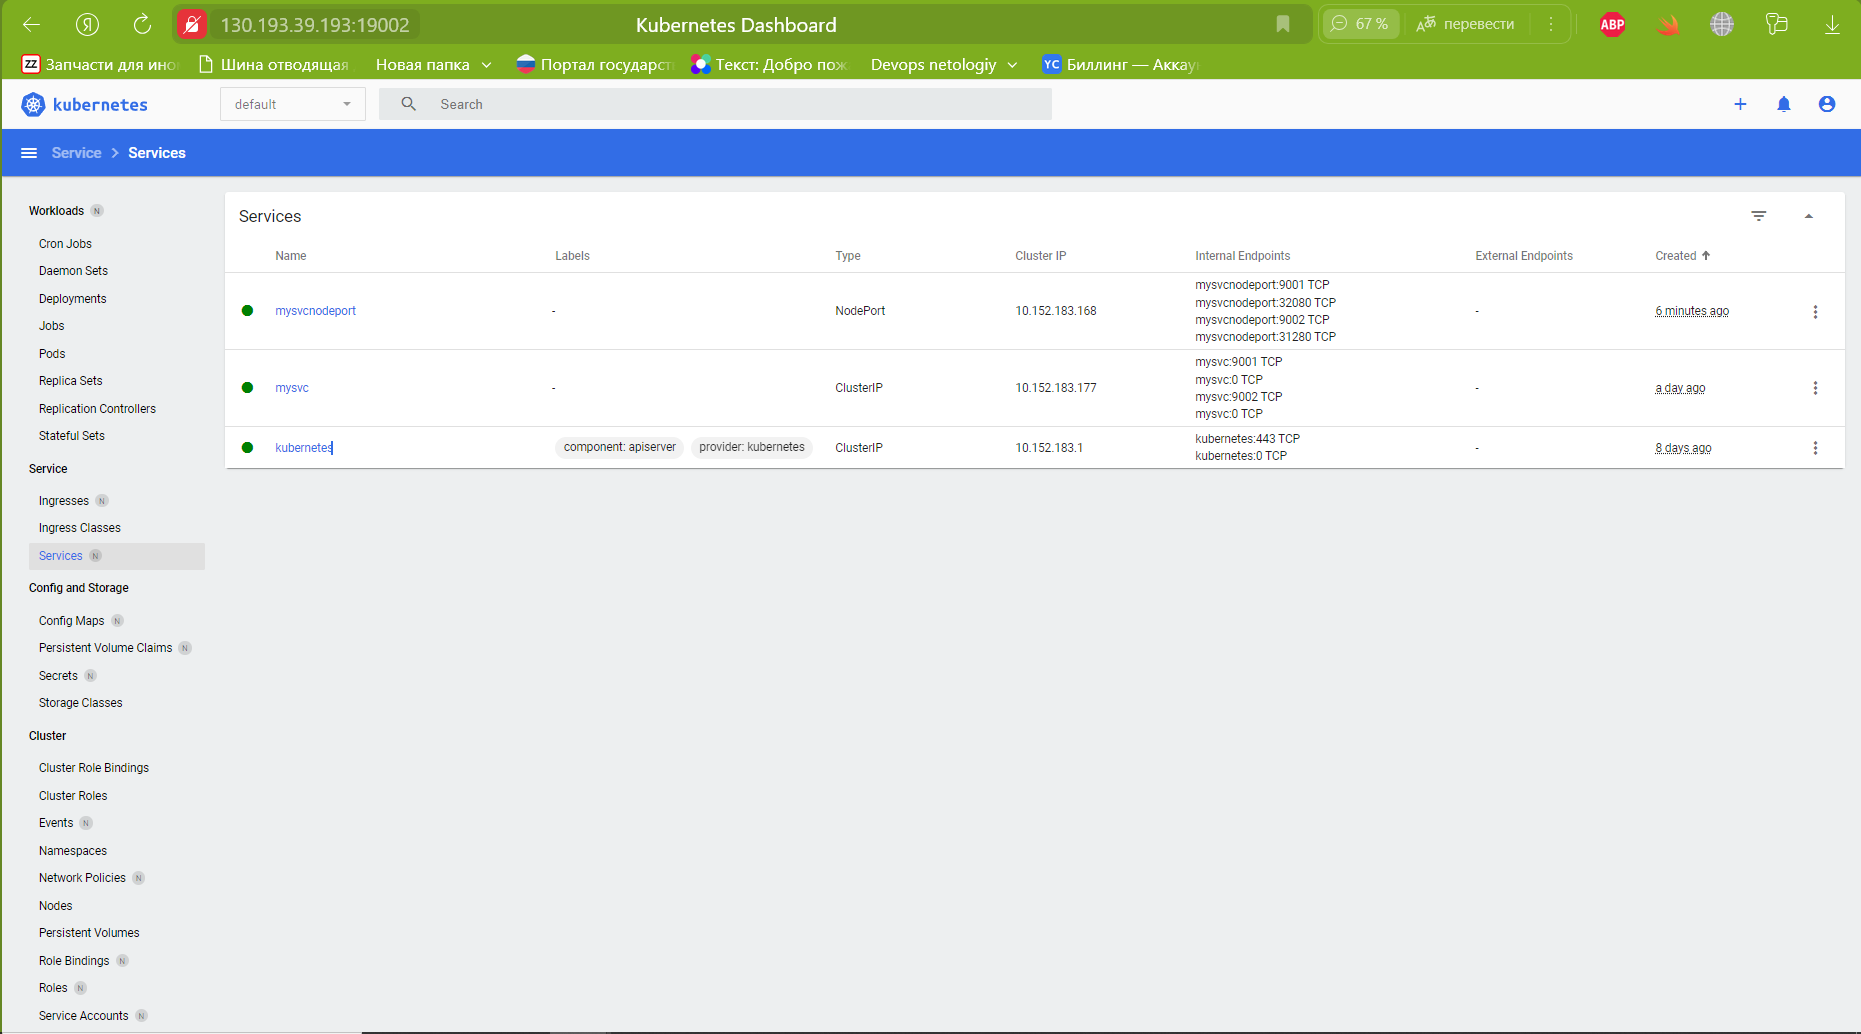 130.193.39.193:19002
Kubernetes Dashboard
67 %
перевести
ABP
ZZ Запчасти для ино
Шина отводящая
Новая папка
Портал государст
Текст: Добро пож
Devops netologiy
YC Биллинг — Аккау
kubernetes
default
Search
Service
Services
Workloads N
Cron Jobs
Daemon Sets
Deployments
Jobs
Pods
Replica Sets
Replication Controllers
Stateful Sets
Service
Ingresses N
Ingress Classes
Services N
Config and Storage
Config Maps N
Persistent Volume Claims N
Secrets N
Storage Classes
Cluster
Cluster Role Bindings
Cluster Roles
Events N
Namespaces
Network Policies N
Nodes
Persistent Volumes
Role Bindings N
Roles N
Service Accounts N
Services
Name Labels Type Cluster IP Internal Endpoints External Endpoints Created
mysvcnodeport - NodePort 10.152.183.168
mysvcnodeport:9001 TCP
mysvcnodeport:32080 TCP
mysvcnodeport:9002 TCP
mysvcnodeport:31280 TCP
- 6 minutes ago
mysvc - ClusterIP 10.152.183.177
mysvc:9001 TCP
mysvc:0 TCP
mysvc:9002 TCP
mysvc:0 TCP
- a day ago
kubernetes component: apiserver provider: kubernetes ClusterIP 10.152.183.1
kubernetes:443 TCP
kubernetes:0 TCP
- 8 days ago